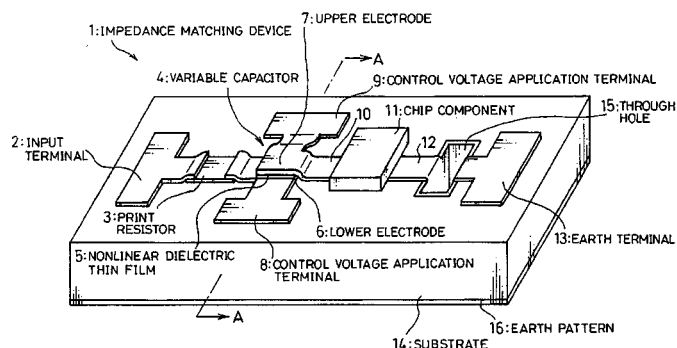 7:UPPER ELECTRODE
1:IMPEDANCE MATCHING DEVICE
A
4:VARIABLE CAPACITOR
9:CONTROL VOLTAGE APPLICATION TERMINAL
10
11:CHIP COMPONENT
15:THROUGH
HOLE
2:INPUT
TERMINAL
12
3:PRINT
RESISTOR
6:LOWER ELECTRODE
5:NONLINEAR DIELECTRIC
THIN FILM
8:CONTROL VOLTAGE APPLICATION
TERMINAL
13:EARTH TERMINAL
A
16:EARTH PATTERN
14:SUBSTRATE